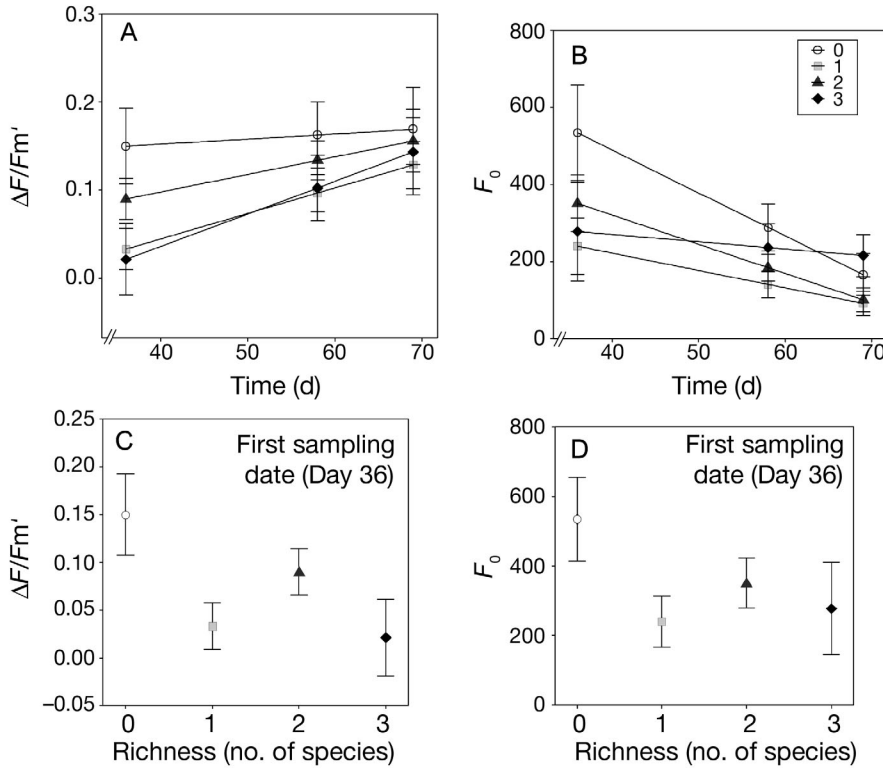 A
0.3
0.2
0.1
0.0
ΔF/Fm'
40
50
60
70
Time (d)
B
0
1
2
3
800
600
400
200
0
F₀
40
50
60
70
Time (d)
C
First sampling
date (Day 36)
0.25
0.20
0.15
0.10
0.05
0.00
–0.05
ΔF/Fm'
0
1
2
3
Richness (no. of species)
D
First sampling
date (Day 36)
800
600
400
200
0
F₀
0
1
2
3
Richness (no. of species)